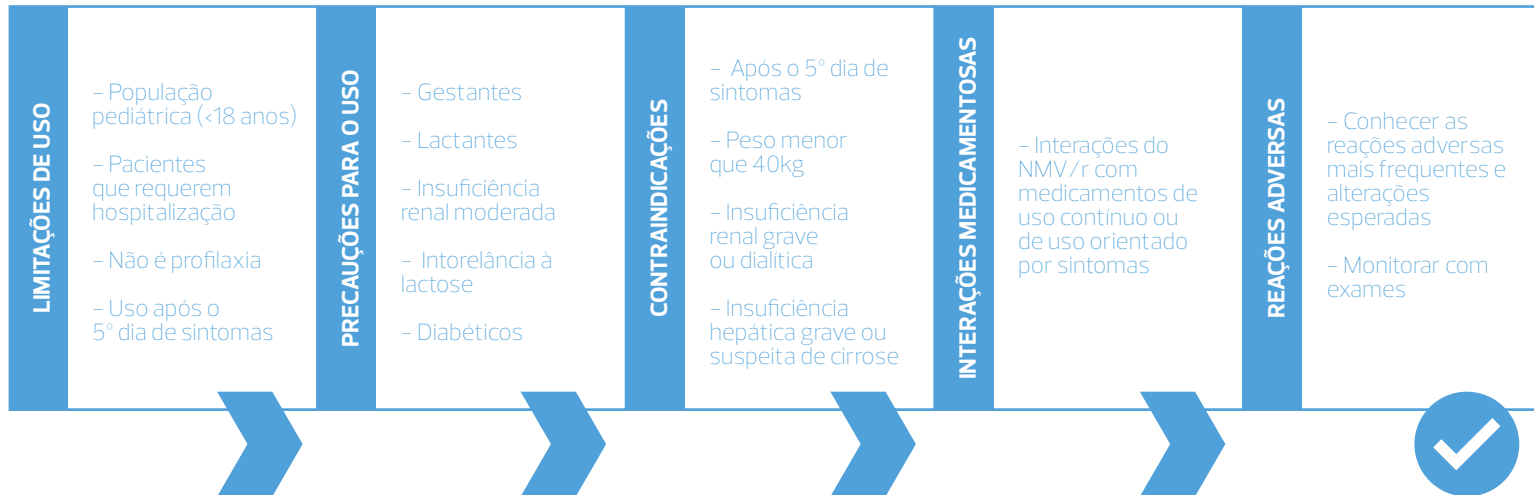 LIMITAÇÕES DE USO
– População
pediátrica (<18 anos)
– Pacientes
que requerem
hospitalização
– Não é profilaxia
– Uso após o
5º dia de sintomas
PRECAUÇÕES PARA O USO
– Gestantes
– Lactantes
– Insuficiência
renal moderada
– Intorelância à
lactose
– Diabéticos
CONTRAINDICAÇÕES
– Após o 5º dia de
sintomas
– Peso menor
que 40kg
– Insuficiência
renal grave
ou dialítica
– Insuficiência
hepática grave ou
suspeita de cirrose
INTERAÇÕES MEDICAMENTOSAS
– Interações do
NMV/r com
medicamentos de
uso contínuo ou
de uso orientado
por sintomas
REAÇÕES ADVERSAS
– Conhecer as
reações adversas
mais frequentes e
alterações
esperadas
– Monitorar com
exames